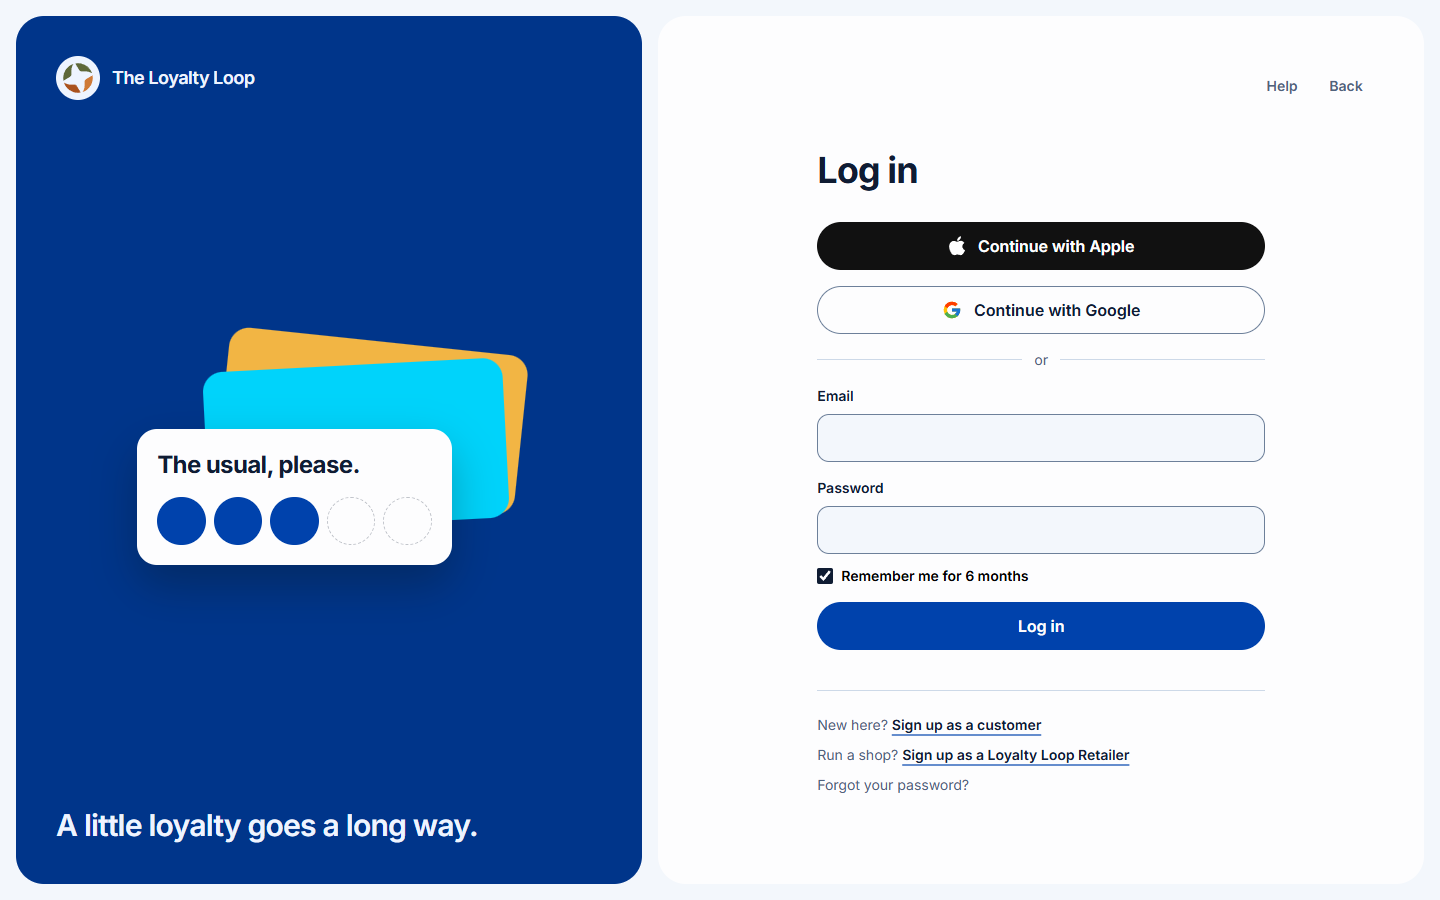 The Loyalty Loop
The usual, please.
A little loyalty goes a long way.
Help
Back
Log in
Continue with Apple
Continue with Google
or
Email
Password
Remember me for 6 months
Log in
New here? Sign up as a customer
Run a shop? Sign up as a Loyalty Loop Retailer
Forgot your password?